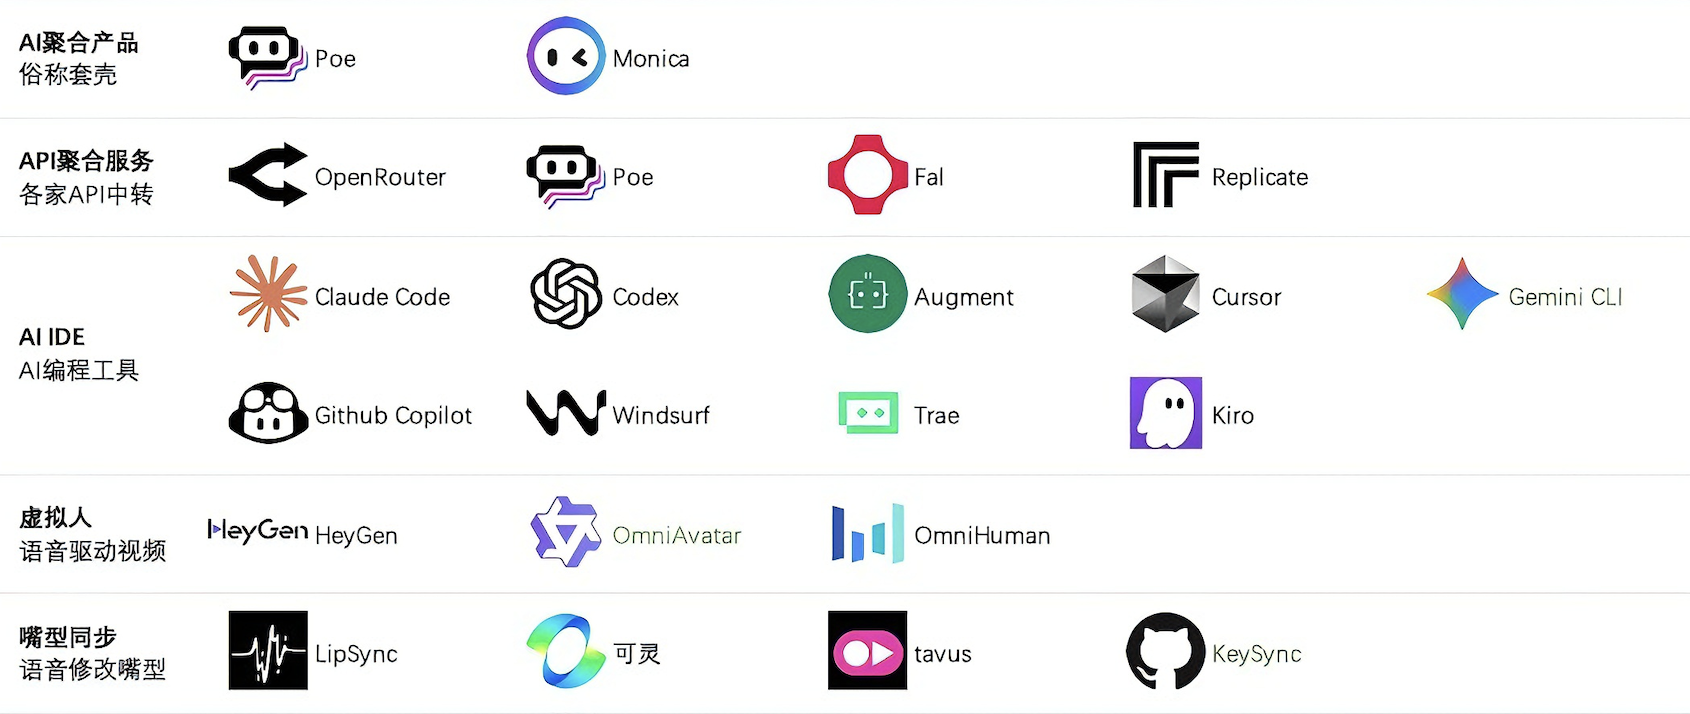 AI聚合产品
俗称套壳
Poe
Monica
API聚合服务
各家API中转
OpenRouter
Poe
Fal
Replicate
AI IDE
AI编程工具
Claude Code
Codex
Augment
Cursor
Gemini CLI
Github Copilot
Windsurf
Trae
Kiro
虚拟人
语音驱动视频
HeyGen
HeyGen
OmniAvatar
OmniHuman
嘴型同步
语音修改嘴型
LipSync
可灵
tavus
KeySync